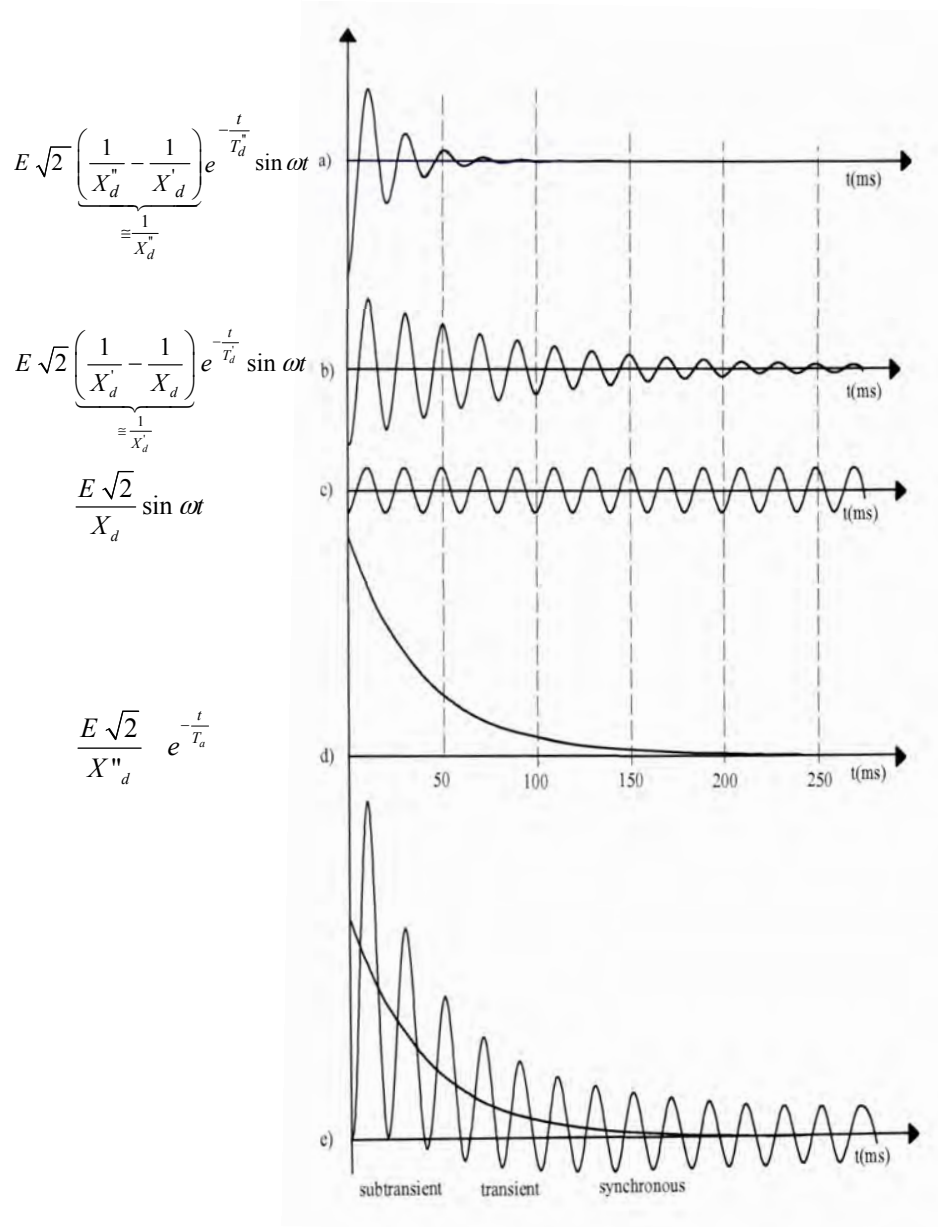 E √2 (1/X"d − 1/X'd) e^(−t/T"d) sin ωt
≅ 1/X"d
a)
t(ms)
E √2 (1/X'd − 1/Xd) e^(−t/T'd) sin ωt
≅ 1/X'd
b)
t(ms)
E √2/Xd sin ωt
c)
t(ms)
E √2/X"d e^(−t/Ta)
d)
50 100 150 200 250 t(ms)
e)
t(ms)
subtransient transient synchronous